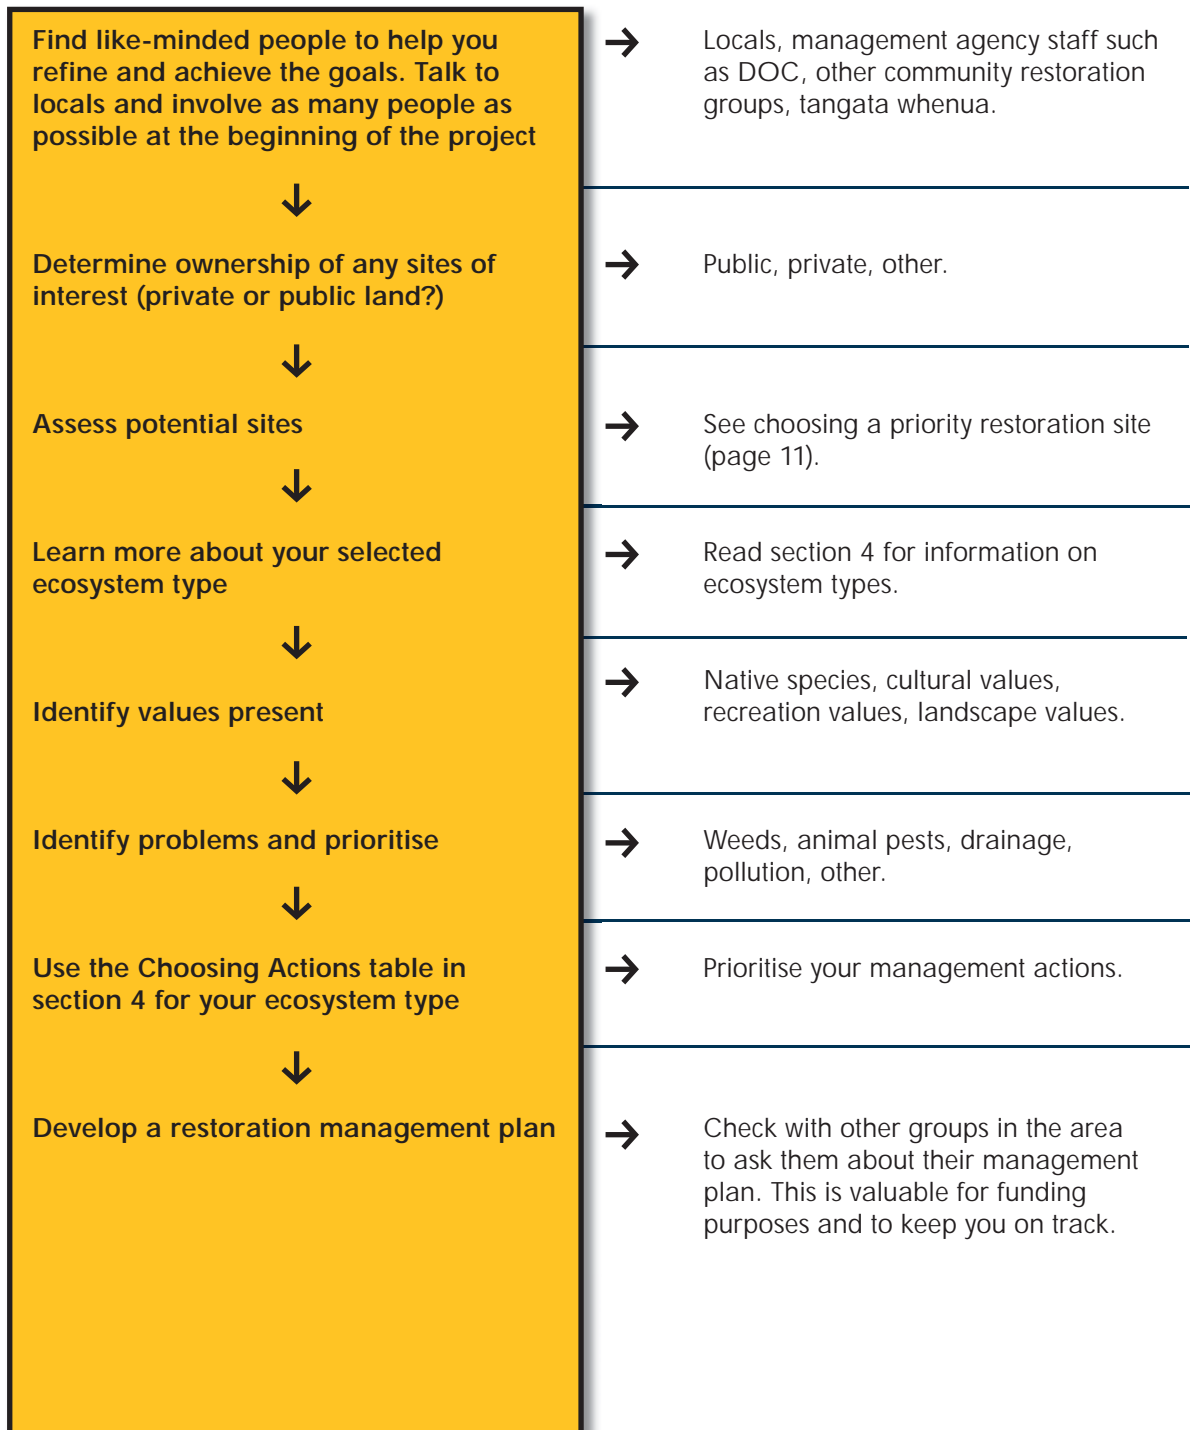 Find like-minded people to help you
refine and achieve the goals. Talk to
locals and involve as many people as
possible at the beginning of the project
Locals, management agency staff such
as DOC, other community restoration
groups, tangata whenua.
Determine ownership of any sites of
interest (private or public land?)
Public, private, other.
Assess potential sites
See choosing a priority restoration site
(page 11).
Learn more about your selected
ecosystem type
Read section 4 for information on
ecosystem types.
Identify values present
Native species, cultural values,
recreation values, landscape values.
Identify problems and prioritise
Weeds, animal pests, drainage,
pollution, other.
Use the Choosing Actions table in
section 4 for your ecosystem type
Prioritise your management actions.
Develop a restoration management plan
Check with other groups in the area
to ask them about their management
plan. This is valuable for funding
purposes and to keep you on track.